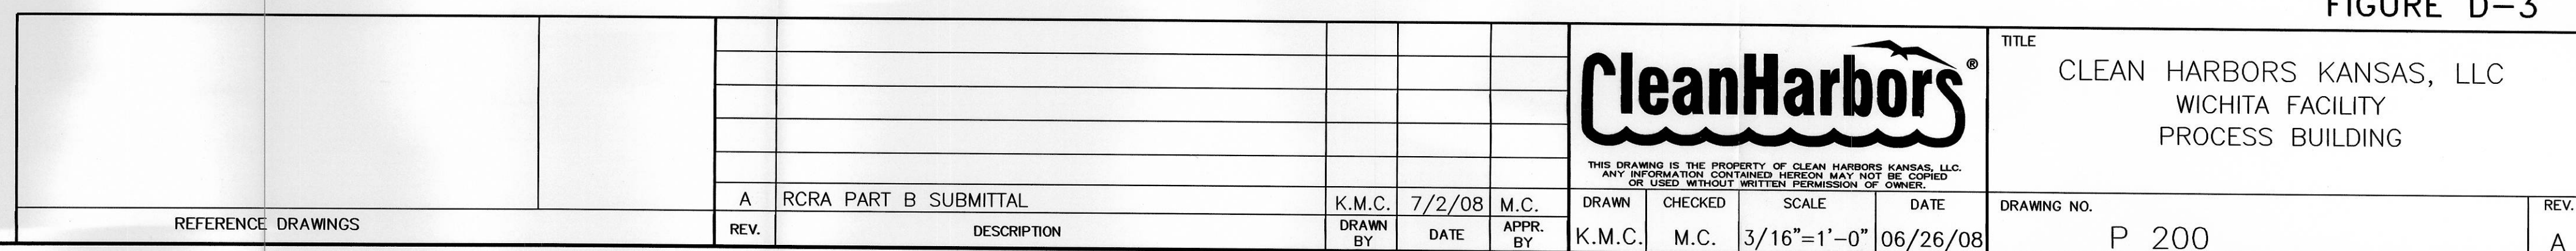 FIGURE D-3
REFERENCE DRAWINGS
A RCRA PART B SUBMITTAL K.M.C. 7/2/08 M.C.
REV. DESCRIPTION DRAWN BY DATE APPR. BY
CleanHarbors®
THIS DRAWING IS THE PROPERTY OF CLEAN HARBORS KANSAS, LLC.
ANY INFORMATION CONTAINED HEREON MAY NOT BE COPIED
OR USED WITHOUT WRITTEN PERMISSION OF OWNER.
DRAWN CHECKED SCALE DATE
K.M.C. M.C. 3/16"=1'-0" 06/26/08
TITLE
CLEAN HARBORS KANSAS, LLC
WICHITA FACILITY
PROCESS BUILDING
DRAWING NO. REV.
P 200 A